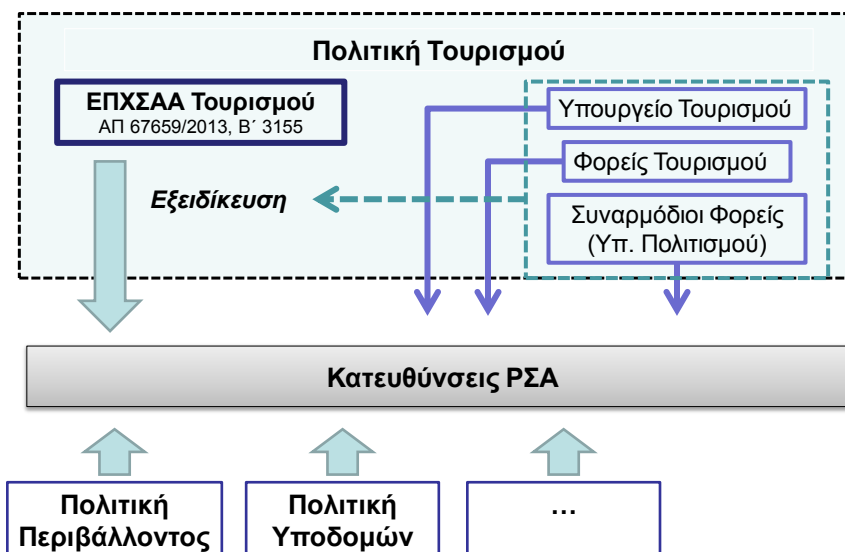 Πολιτική Τουρισμού
ΕΠΧΣΑΑ Τουρισμού
ΑΠ 67659/2013, Β΄ 3155
Υπουργείο Τουρισμού
Φορείς Τουρισμού
Εξειδίκευση
Συναρμόδιοι Φορείς
(Υπ. Πολιτισμού)
Κατευθύνσεις ΡΣΑ
Πολιτική
Περιβάλλοντος
Πολιτική
Υποδομών
…